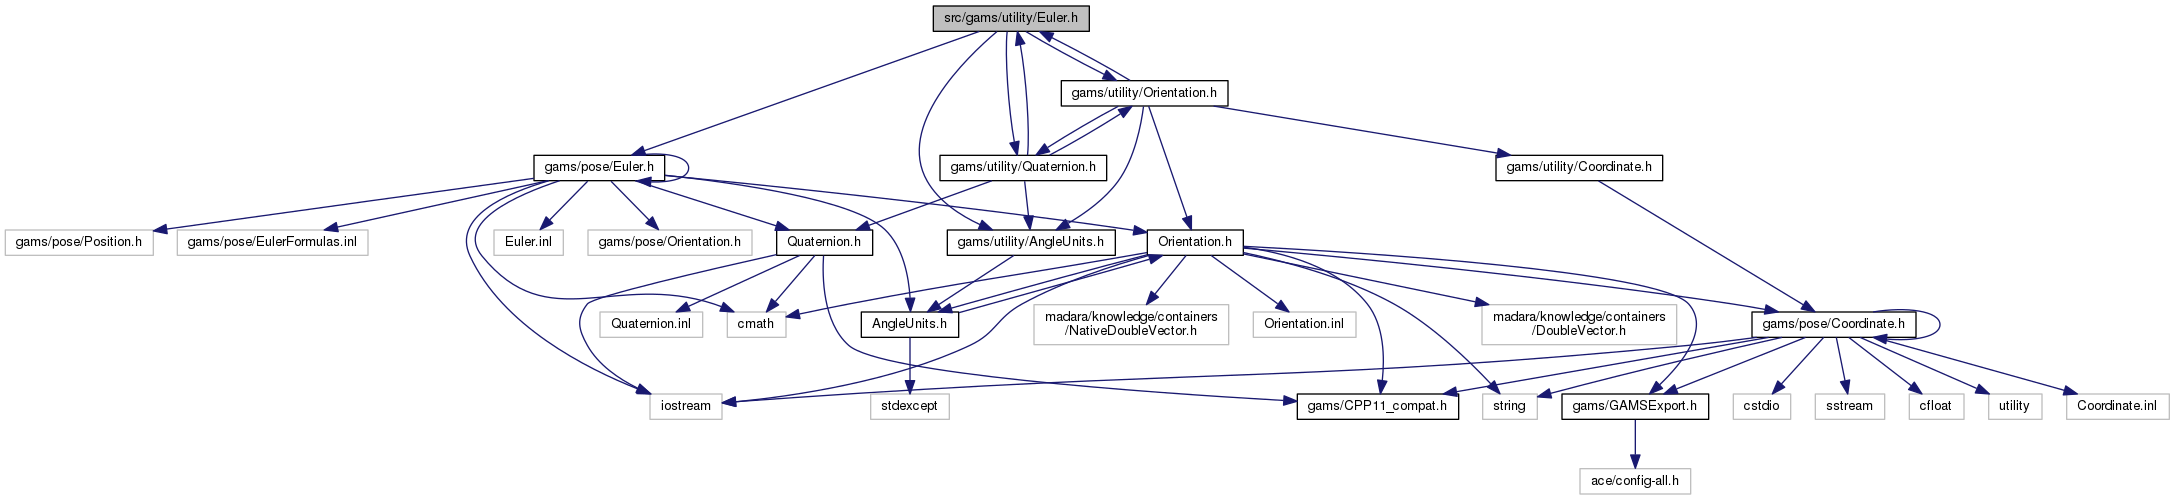 src/gams/utility/Euler.h
gams/utility/Orientation.h
gams/pose/Euler.h
gams/utility/Quaternion.h
gams/utility/Coordinate.h
gams/pose/Position.h
gams/pose/EulerFormulas.inl
Euler.inl
gams/pose/Orientation.h
Quaternion.h
gams/utility/AngleUnits.h
Orientation.h
Quaternion.inl
cmath
AngleUnits.h
madara/knowledge/containers
/NativeDoubleVector.h
Orientation.inl
madara/knowledge/containers
/DoubleVector.h
gams/pose/Coordinate.h
iostream
stdexcept
gams/CPP11_compat.h
string
gams/GAMSExport.h
cstdio
sstream
cfloat
utility
Coordinate.inl
ace/config-all.h